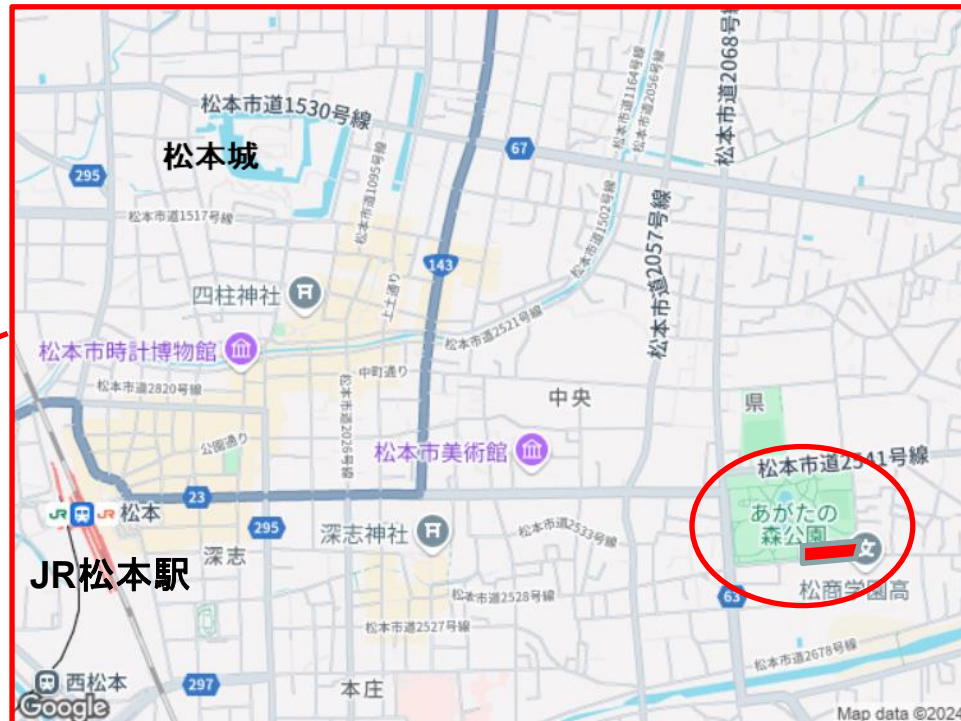 松本市道1530号線
松本市道2068号線
松本市道1164号線
松本市道2056号線
松本城
67
295
松本市道1095号線
松本市道1517号線
松本市道1502号線
松本市道2057号線
143
四柱神社
上土通り
松本市道2521号線
松本市時計博物館
中町通り
松本市道2820号線
松本市道2026号線
中央
県
公園通り
松本市美術館
松本市道2541号線
23
JR
JR
松本
295
深志神社
松本市道2533号線
あがたの
森公園
文
深志
JR松本駅
松本市道2528号線
63
松商学園高
松本市道2527号線
松本市道2678号線
西松本
297
本庄
Google
Map data ©2024